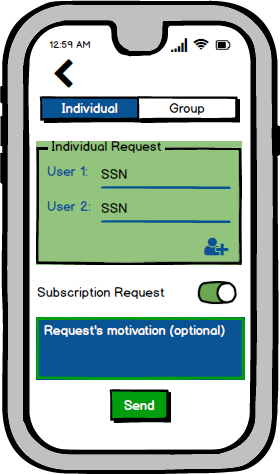 12:59 AM
Individual
Group
Individual Request
User 1: SSN
User 2: SSN
Subscription Request
Request's motivation (optional)
Send